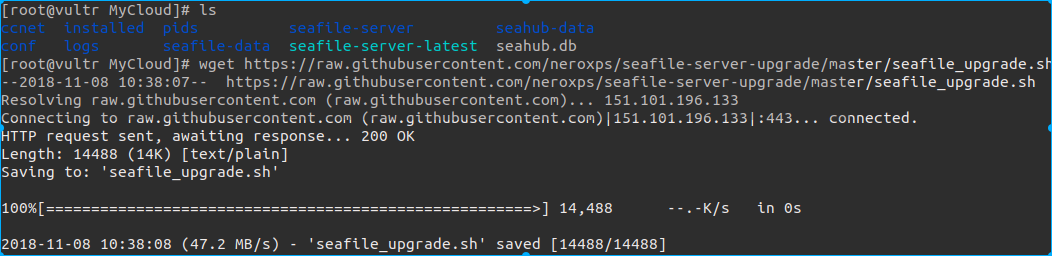 [root@vultr MyCloud]# ls
ccnet  installed  pids          seafile-server         seahub-data
conf   logs       seafile-data  seafile-server-latest  seahub.db
[root@vultr MyCloud]# wget https://raw.githubusercontent.com/neroxps/seafile-server-upgrade/master/seafile_upgrade.sh
--2018-11-08 10:38:07--  https://raw.githubusercontent.com/neroxps/seafile-server-upgrade/master/seafile_upgrade.sh
Resolving raw.githubusercontent.com (raw.githubusercontent.com)... 151.101.196.133
Connecting to raw.githubusercontent.com (raw.githubusercontent.com)|151.101.196.133|:443... connected.
HTTP request sent, awaiting response... 200 OK
Length: 14488 (14K) [text/plain]
Saving to: 'seafile_upgrade.sh'
100%[======================================================>] 14,488      --.-K/s   in 0s
2018-11-08 10:38:08 (47.2 MB/s) - 'seafile_upgrade.sh' saved [14488/14488]